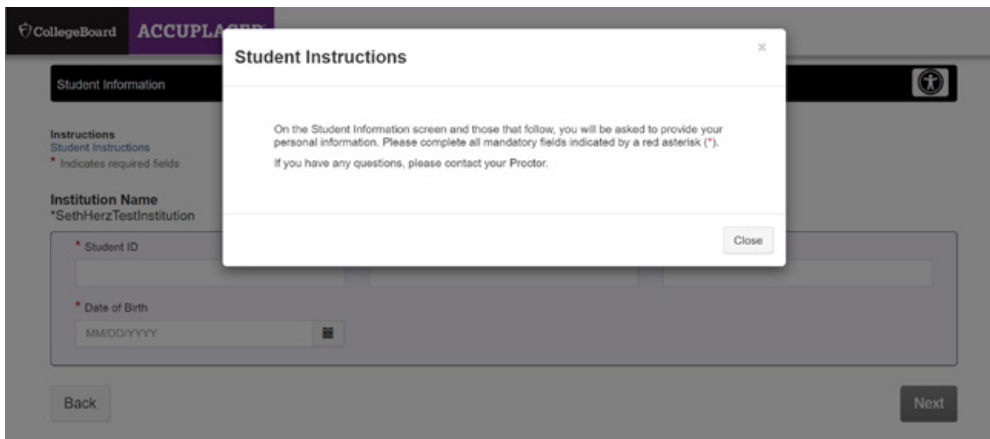 CollegeBoard ACCUPLACER
Student Instructions
×
Student Information
On the Student Information screen and those that follow, you will be asked to provide your
personal information. Please complete all mandatory fields indicated by a red asterisk (*).
If you have any questions, please contact your Proctor.
Close
Instructions
Student Instructions
* Indicates required fields
Institution Name
*SethHerzTestInstitution
* Student ID
* Date of Birth
MM/DD/YYYY
Back
Next